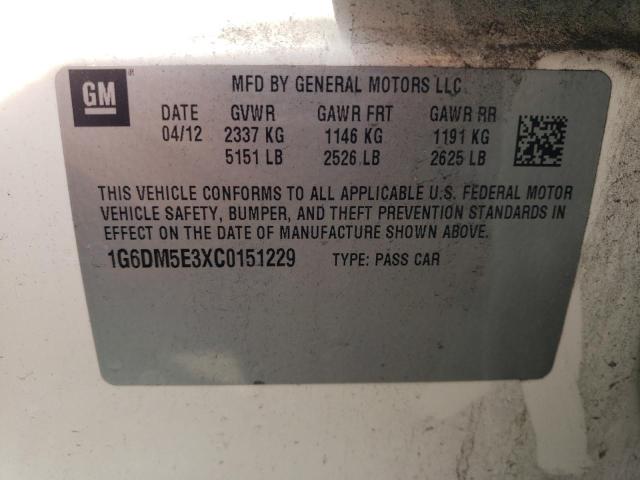 GM
MFD BY GENERAL MOTORS LLC
DATE GVWR GAWR FRT GAWR RR
04/12 2337 KG 1146 KG 1191 KG
5151 LB 2526 LB 2625 LB
THIS VEHICLE CONFORMS TO ALL APPLICABLE U.S. FEDERAL MOTOR
VEHICLE SAFETY, BUMPER, AND THEFT PREVENTION STANDARDS IN
EFFECT ON THE DATE OF MANUFACTURE SHOWN ABOVE.
1G6DM5E3XC0151229 TYPE: PASS CAR